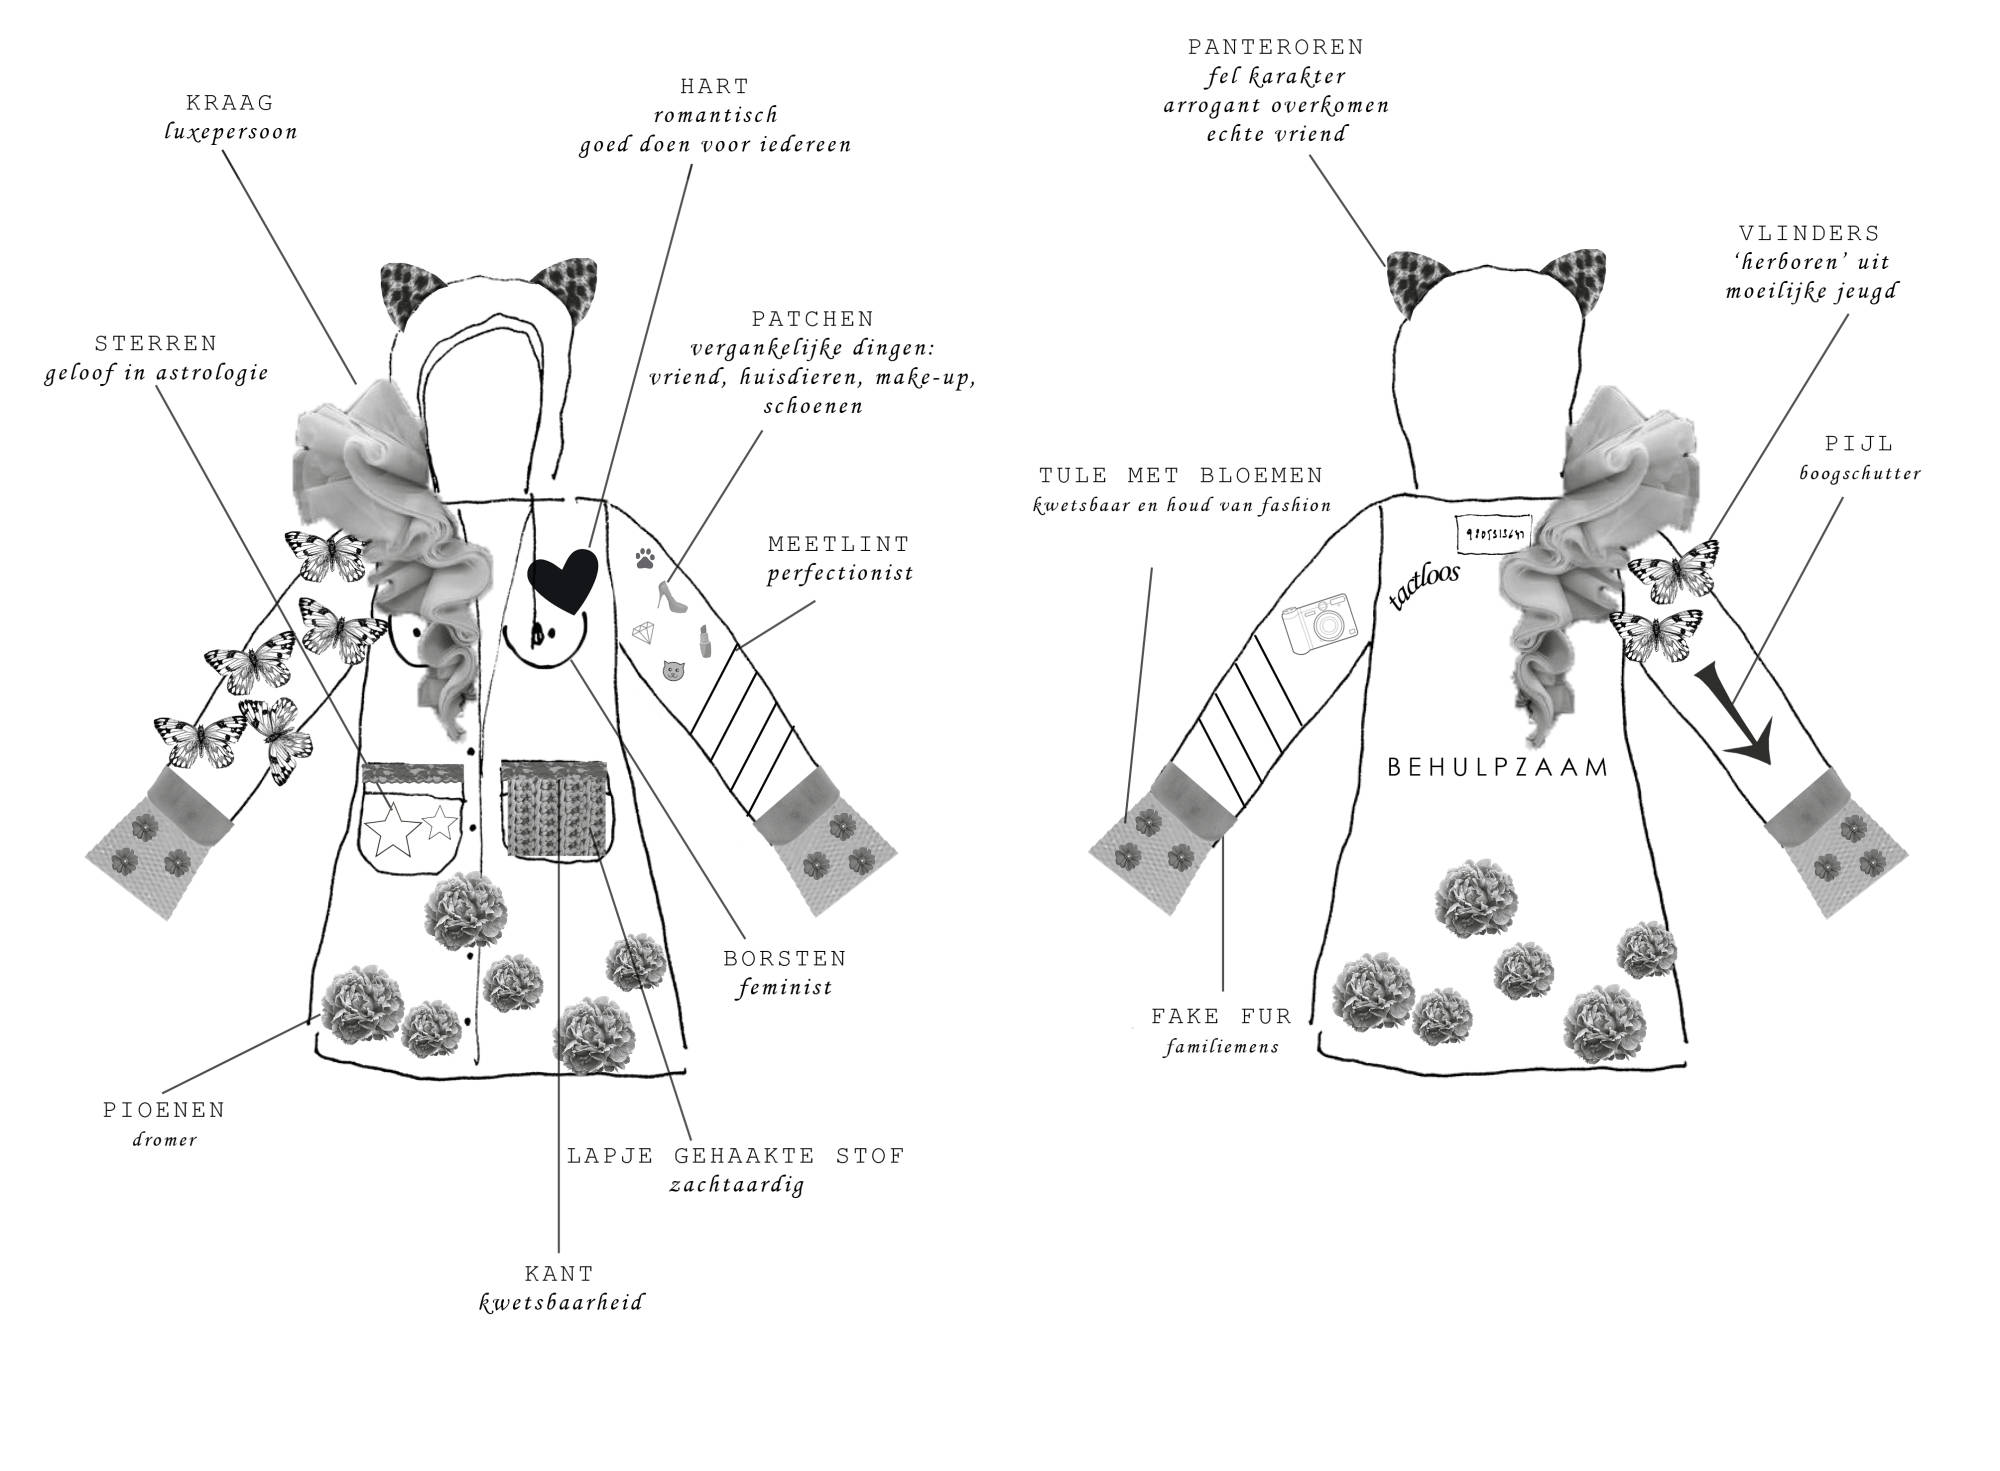 KRAAG
luxepersoon
HART
romantisch
goed doen voor iedereen
STERREN
geloof in astrologie
PATCHEN
vergankelijke dingen:
vriend, huisdieren, make-up,
schoenen
MEETLINT
perfectionist
BORSTEN
feminist
PIOENEN
dromer
LAPJE GEHAAKTE STOF
zachtaardig
KANT
kwetsbaarheid
PANTEROREN
fel karakter
arrogant overkomen
echte vriend
VLINDERS
‘herboren’ uit
moeilijke jeugd
PIJL
boogschutter
TULE MET BLOEMEN
kwetsbaar en houd van fashion
tactloos
BEHULPZAAM
FAKE FUR
familiemens